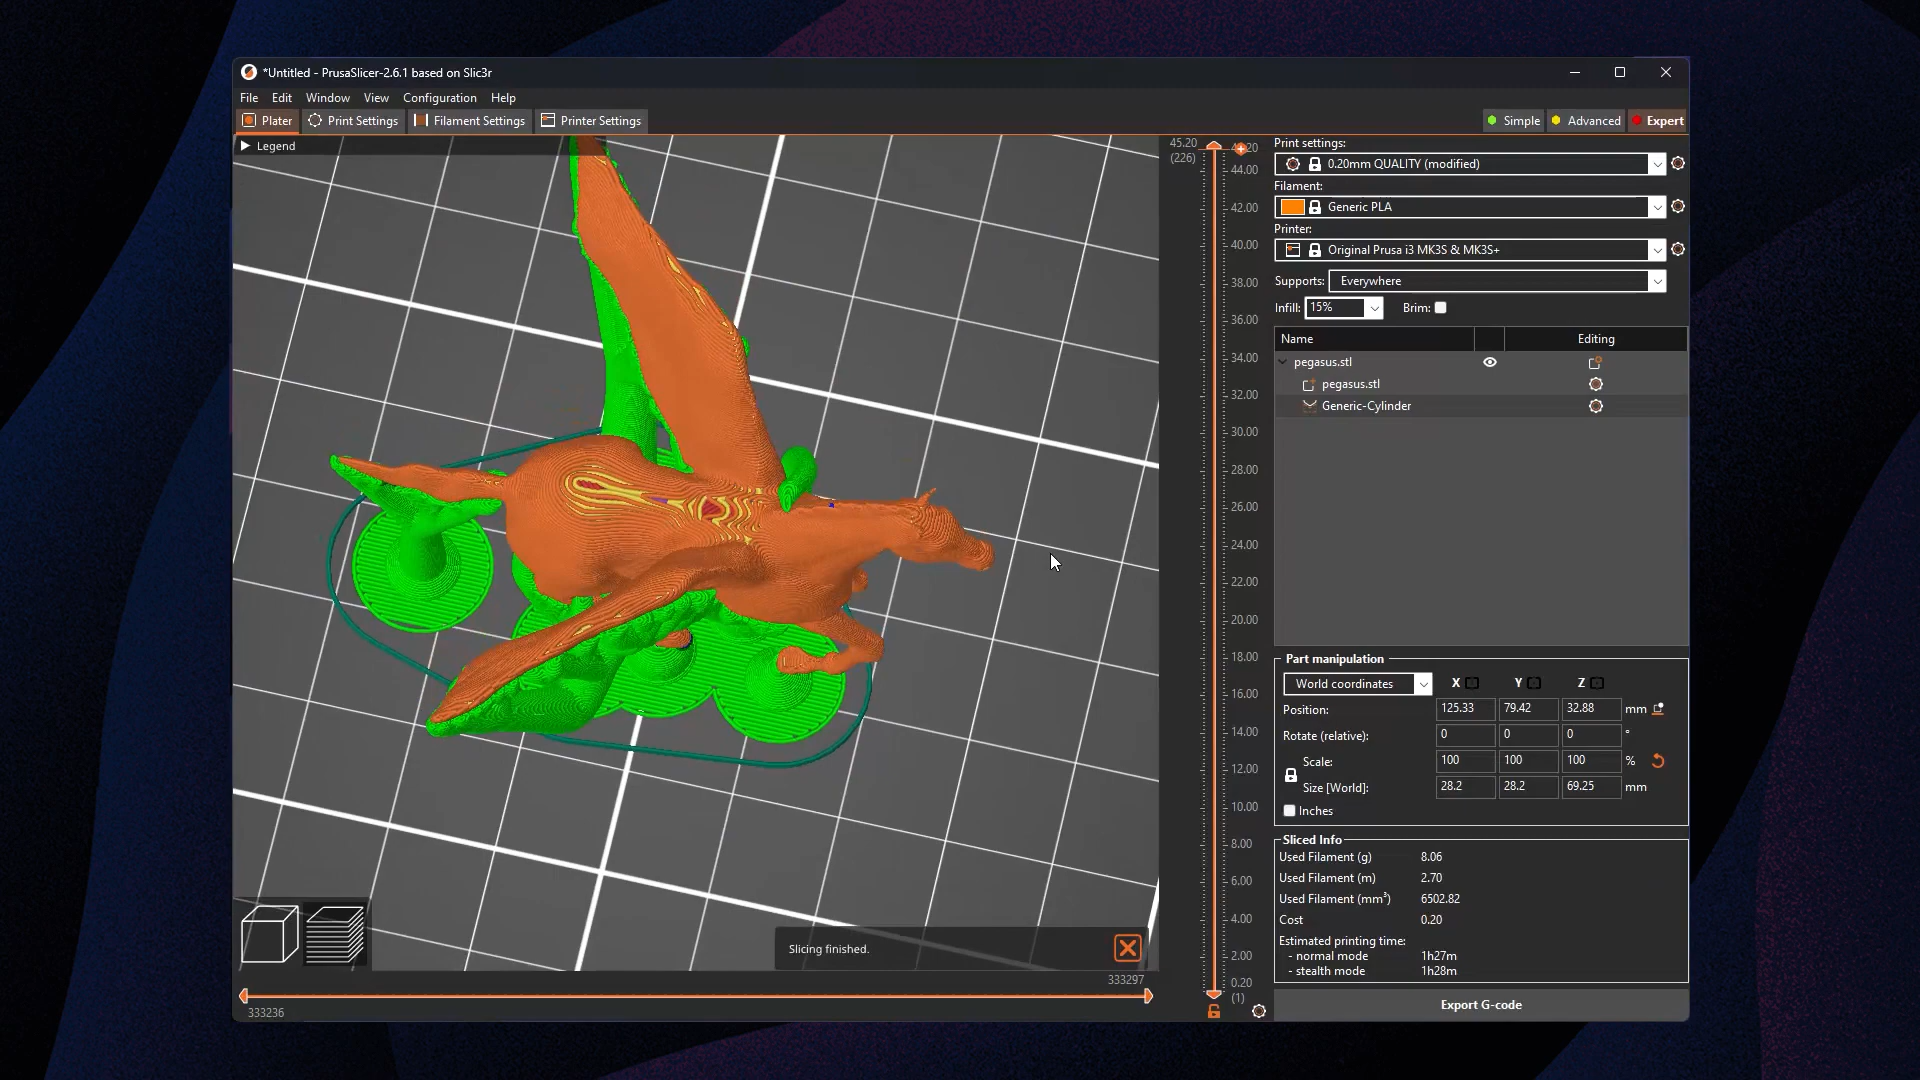 *Untitled - PrusaSlicer-2.6.1 based on Slic3r
File Edit Window View Configuration Help
Plater Print Settings Filament Settings Printer Settings Simple Advanced Expert
Legend
45.20
(226)
44.00
42.00
40.00
38.00
36.00
34.00
32.00
30.00
28.00
26.00
24.00
22.00
20.00
18.00
16.00
14.00
12.00
10.00
8.00
6.00
4.00
2.00
0.20
(1)
Print settings:
0.20mm QUALITY (modified)
Filament:
Generic PLA
Printer:
Original Prusa i3 MK3S & MK3S+
Supports: Everywhere
Infill: 15% Brim:
Name Editing
pegasus.stl
pegasus.stl
Generic-Cylinder
Part manipulation
World coordinates X Y Z
Position: 125.33 79.42 32.88 mm
Rotate (relative): 0 0 0 °
Scale: 100 100 100 %
Size [World]: 28.2 28.2 69.25 mm
Inches
Sliced Info
Used Filament (g) 8.06
Used Filament (m) 2.70
Used Filament (mm³) 6502.82
Cost 0.20
Estimated printing time:
- normal mode 1h27m
- stealth mode 1h28m
Export G-code
Slicing finished.
333297
333236